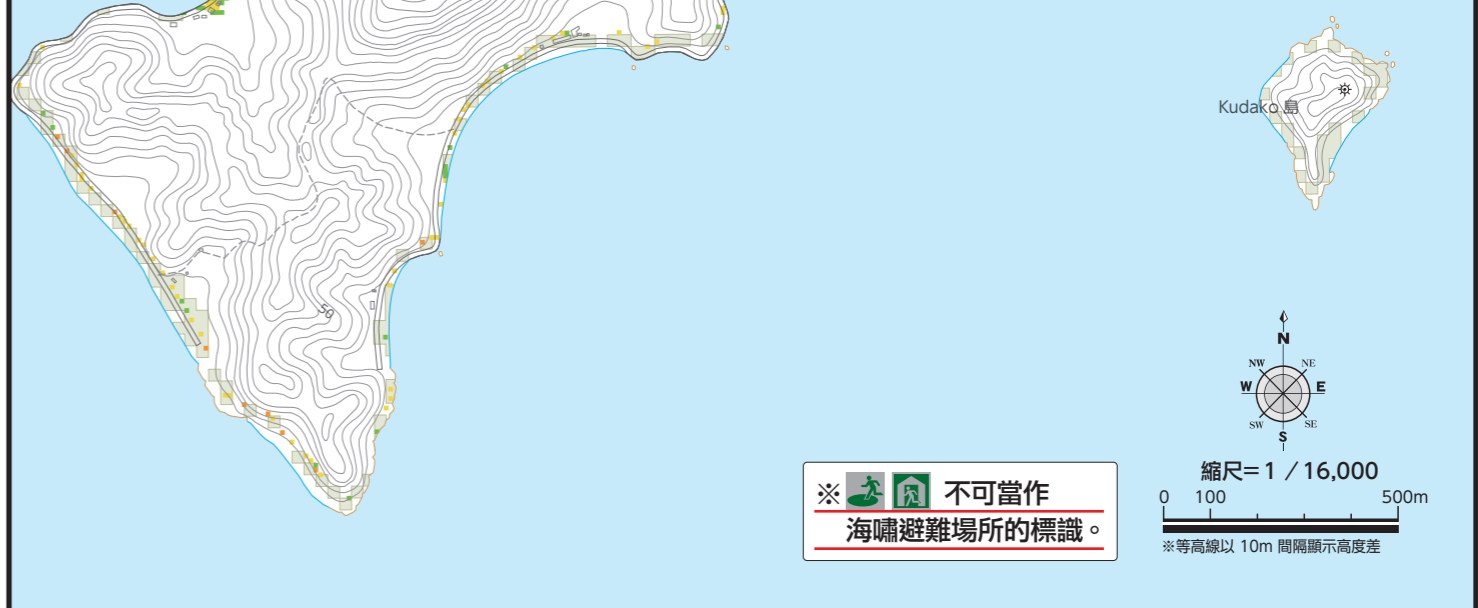 Kudako 島
50
N
NW
NE
W
E
SW
SE
S
縮尺=1/16,000
0 100 500m
※等高線以 10m 間隔顯示高度差
※ 不可當作
海嘯避難場所的標識。